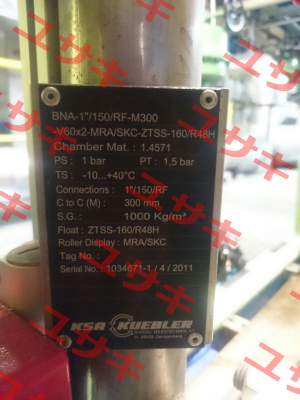 BNA-1"/150/RF-M300
-V60x2-MRA/SKC-ZTSS-160/R48H
Chamber Mat. : 1.4571
PS : 1 bar PT : 1,5 bar
TS : -10...+40°C
Connections : 1"/150/RF
C to C (M) : 300 mm
S.G. : 1000 Kg/m³
Float : ZTSS-160/R48H
Roller Display : MRA/SKC
Tag No. :
Serial No. : 1034671-1 / 4 / 2011
KSR KUEBLER
ユサキ
ユサキ
ユサキ
ユサキ
ユサキ